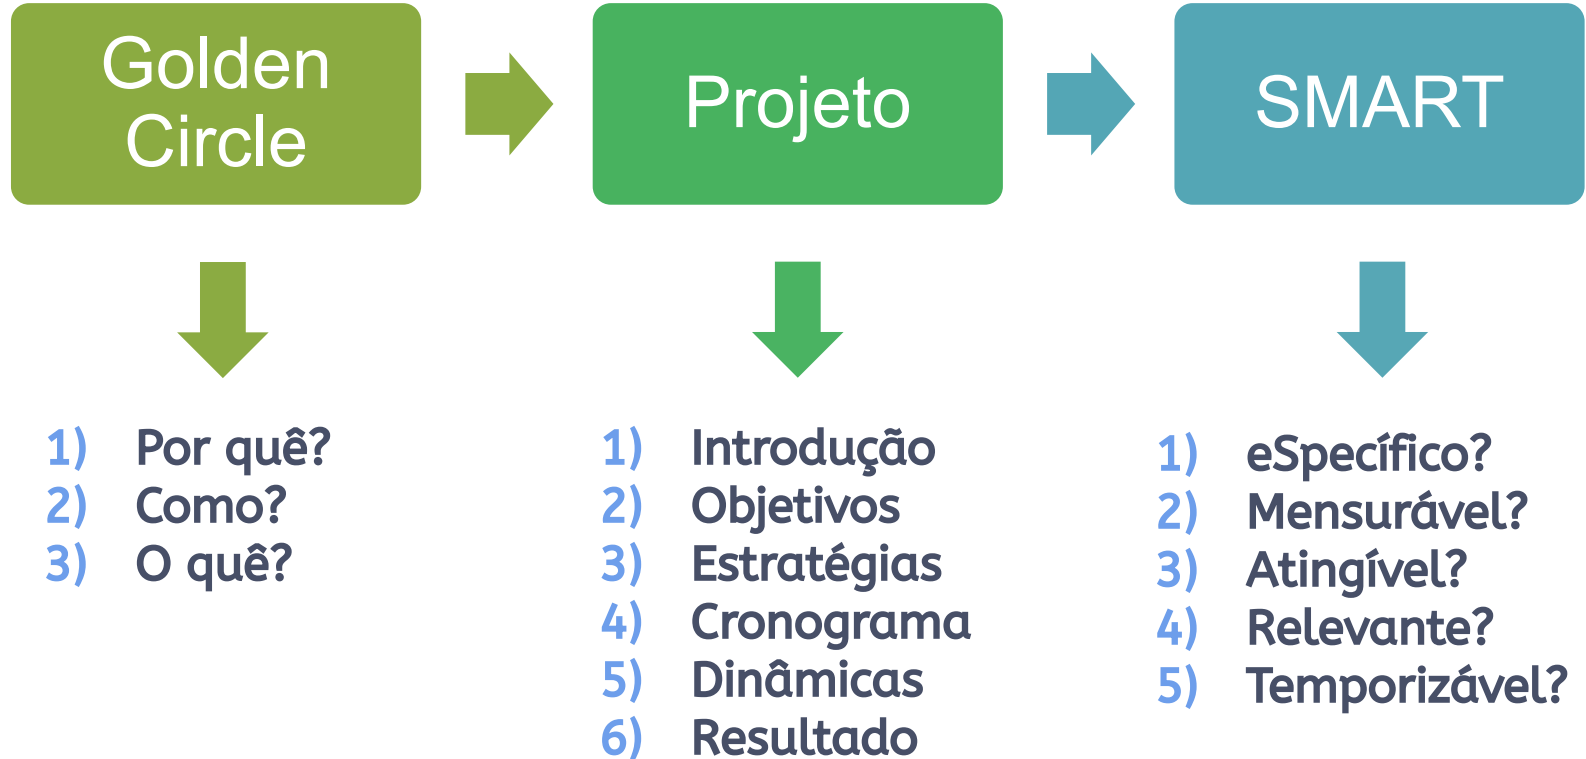 Golden
Circle
Projeto
SMART
1) Por quê?
2) Como?
3) O quê?
1) Introdução
2) Objetivos
3) Estratégias
4) Cronograma
5) Dinâmicas
6) Resultado
1) eSpecífico?
2) Mensurável?
3) Atingível?
4) Relevante?
5) Temporizável?